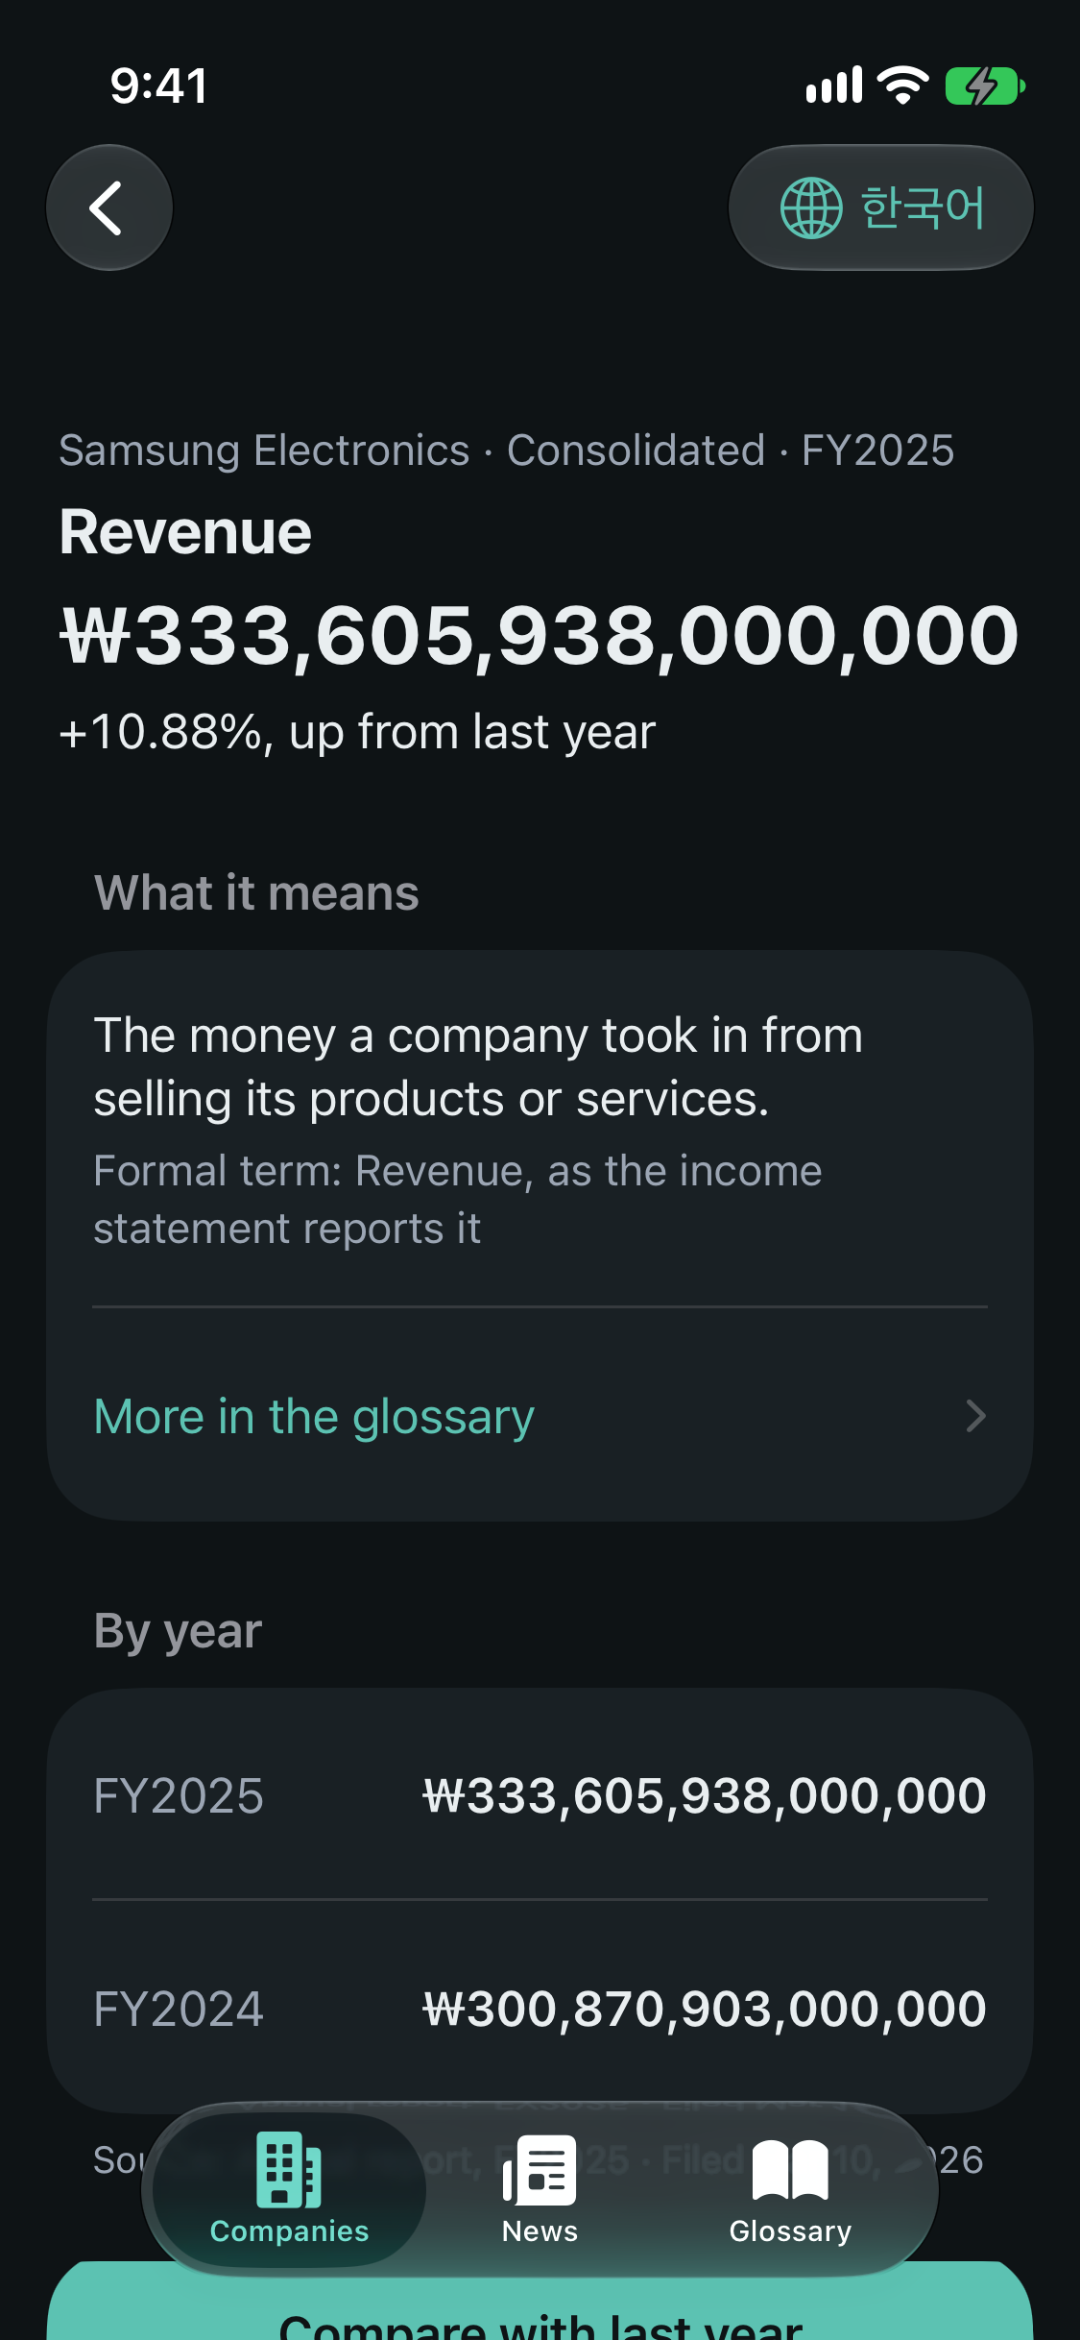 9:41
한국어
Samsung Electronics · Consolidated · FY2025
Revenue
₩333,605,938,000,000
+10.88%, up from last year
What it means
The money a company took in from
selling its products or services.
Formal term: Revenue, as the income
statement reports it
More in the glossary
By year
FY2025 ₩333,605,938,000,000
FY2024 ₩300,870,903,000,000
Filed
Companies
News
Glossary
Compare with last year